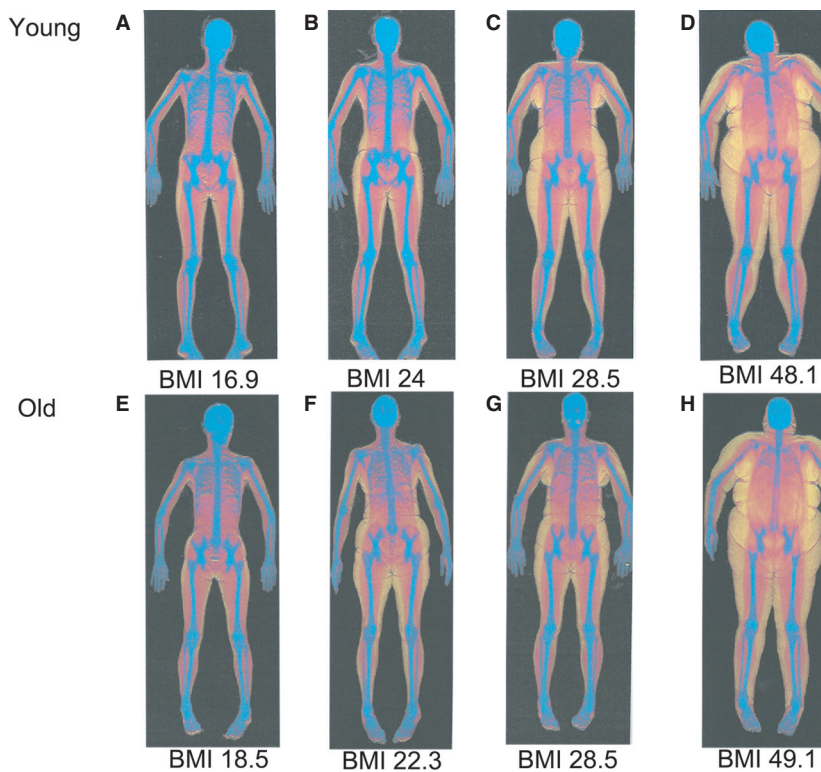 Young A B C D
BMI 16.9 BMI 24 BMI 28.5 BMI 48.1
Old E F G H
BMI 18.5 BMI 22.3 BMI 28.5 BMI 49.1